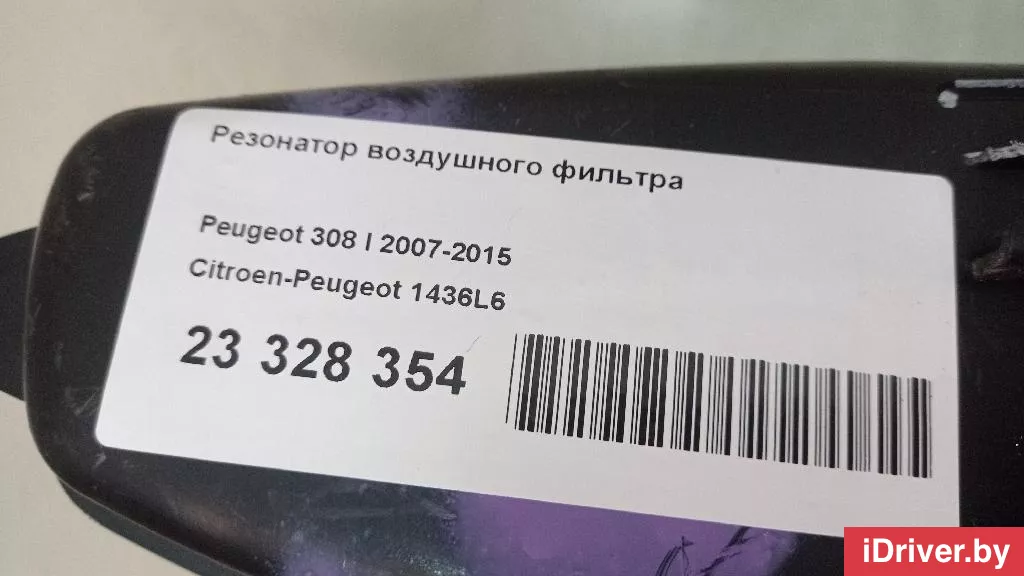 Резонатор воздушного фильтра
Peugeot 308 I 2007-2015
Citroen-Peugeot 1436L6
23 328 354
iDriver.by